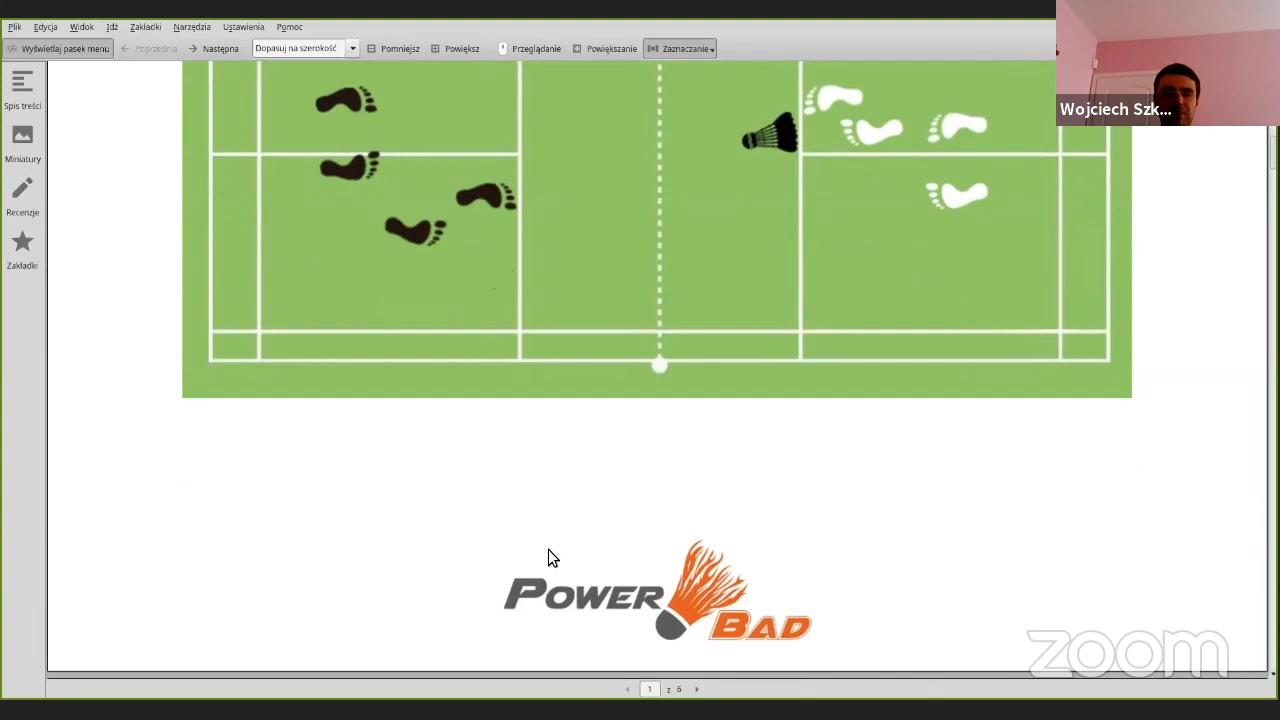 Plik Edycja Widok Idź Zakładki Narzędzia Ustawienia Pomoc
Wyświetlaj pasek menu Poprzednia Następna Dopasuj na szerokość Pomniejsz Powiększ Przeglądanie Powiększanie Zaznaczanie
Wojciech Szk...
Spis treści
Miniatury
Recenzje
Zakładki
POWER
BAD
zoom
1 z 6